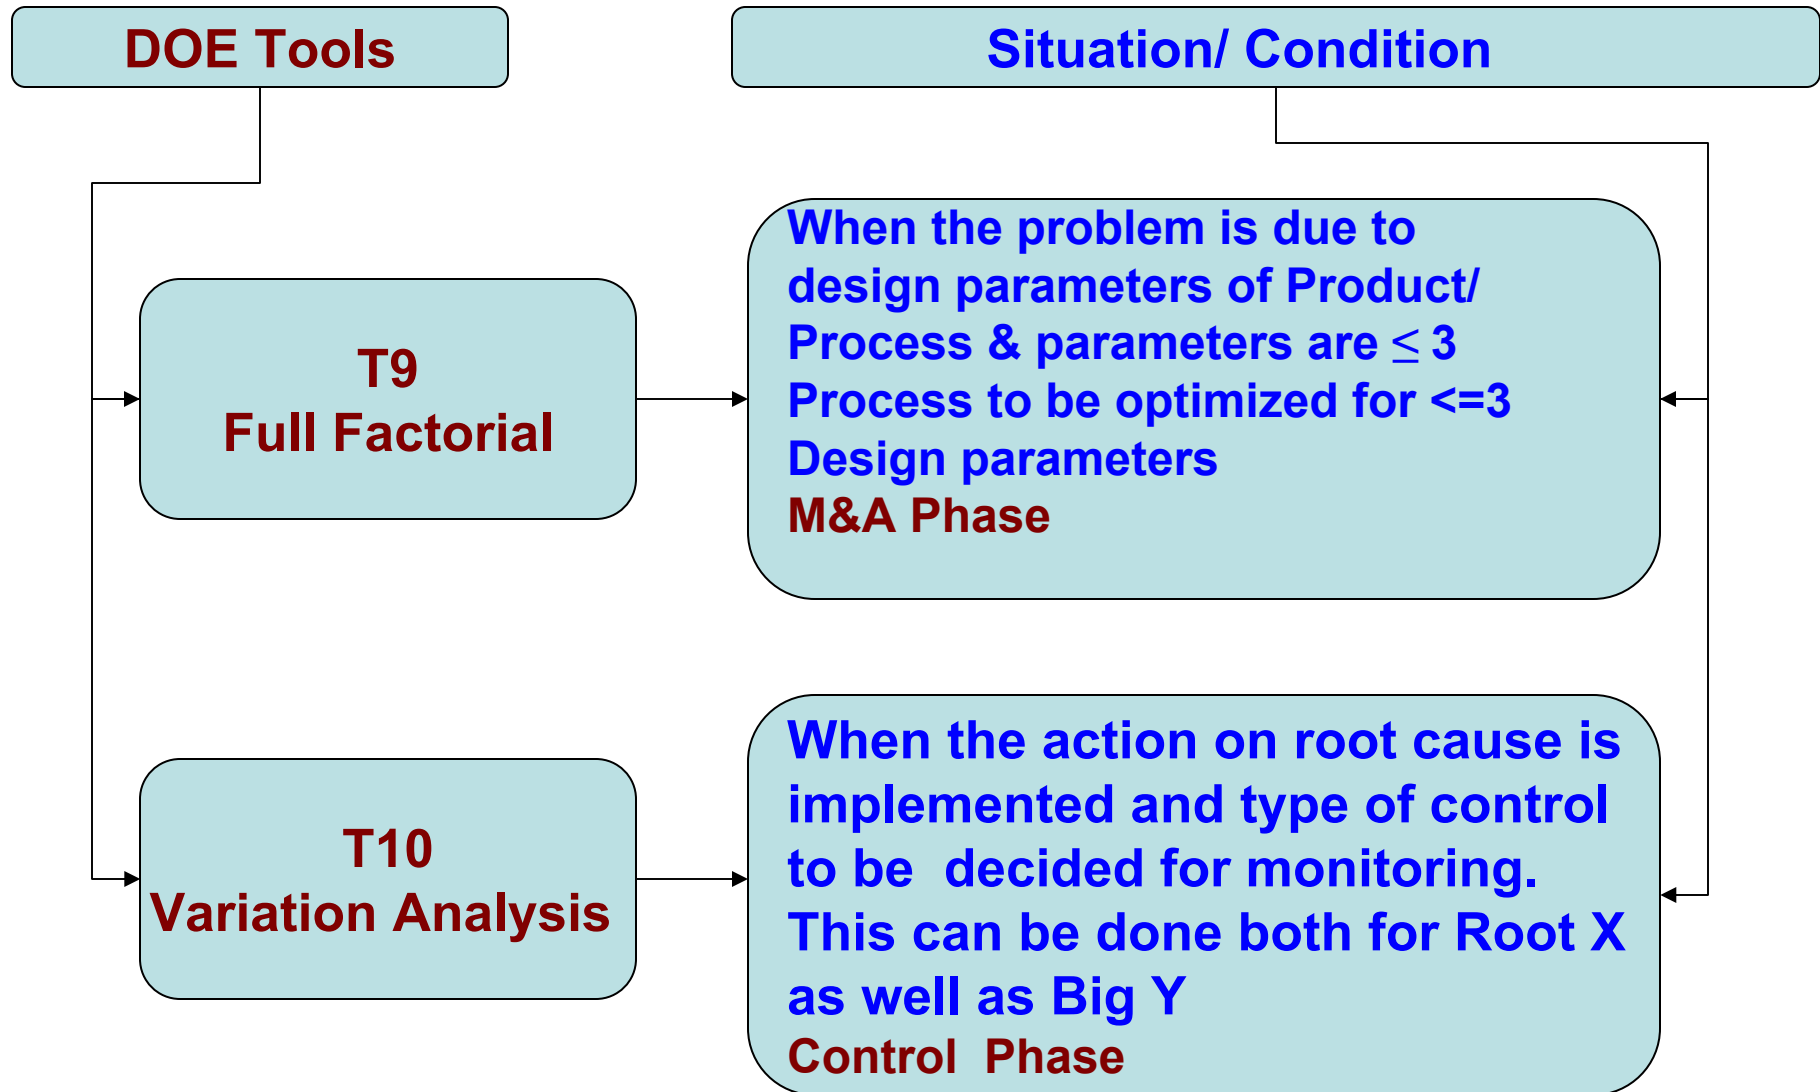 DOE Tools
Situation/ Condition
T9
Full Factorial
When the problem is due to
design parameters of Product/
Process & parameters are ≤ 3
Process to be optimized for <=3
Design parameters
M&A Phase
T10
Variation Analysis
When the action on root cause is
implemented and type of control
to be  decided for monitoring.
This can be done both for Root X
as well as Big Y
Control  Phase